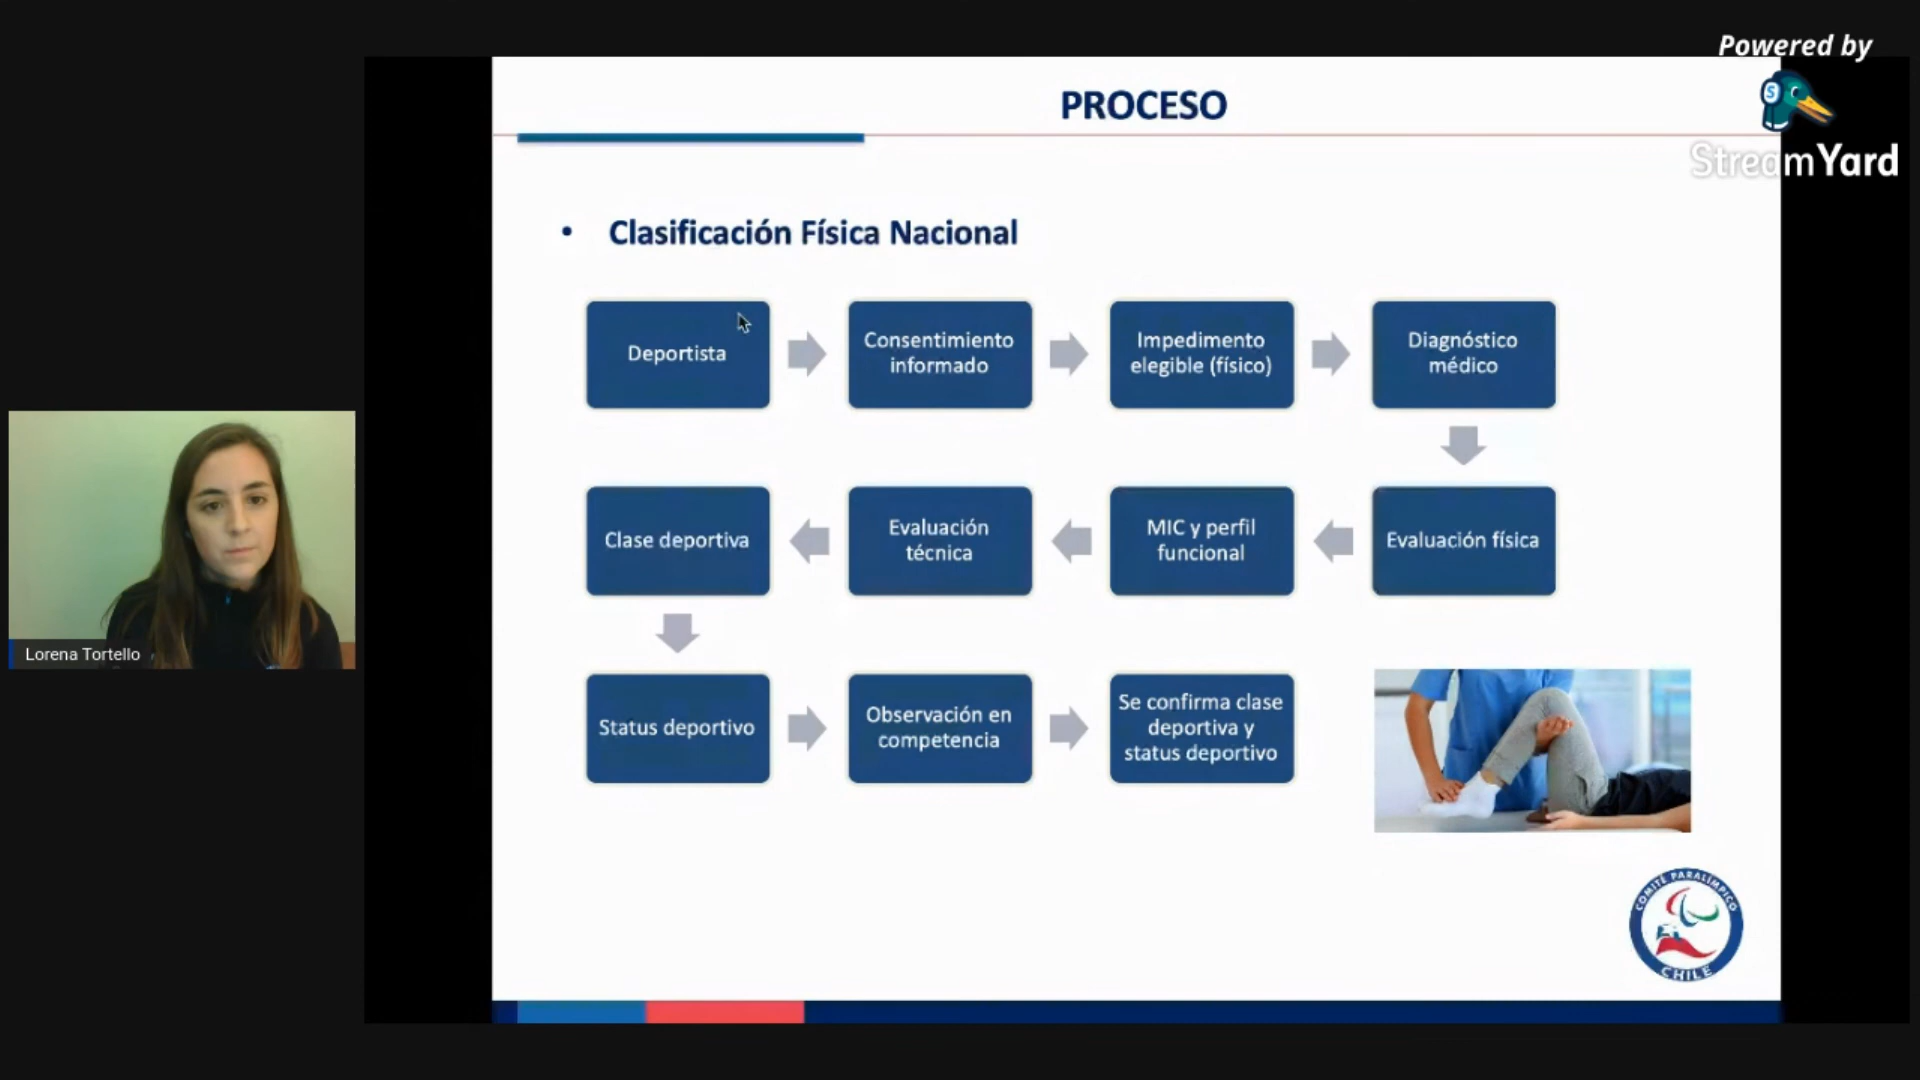 Powered by
StreamYard
PROCESO
• Clasificación Física Nacional
Deportista
Consentimiento
informado
Impedimento
elegible (físico)
Diagnóstico
médico
Clase deportiva
Evaluación
técnica
MIC y perfil
funcional
Evaluación física
Status deportivo
Observación en
competencia
Se confirma clase
deportiva y
status deportivo
Lorena Tortello
COMITÉ PARALÍMPICO
CHILE